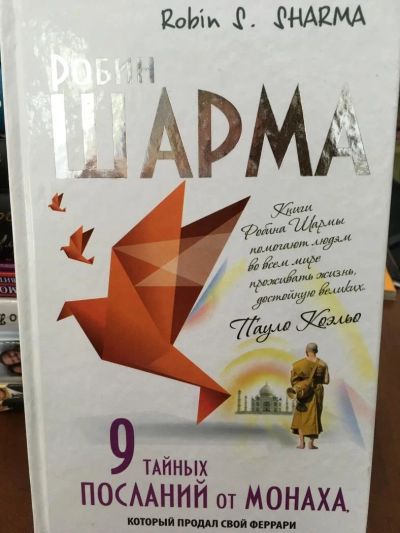 Robin S. SHARMA
РОБИН
ШАРМА
Книги
Робина Шармы
помогают людям
во всем мире
проживать жизнь,
достойную великих.
Пауло Коэльо
9 ТАЙНЫХ
ПОСЛАНИЙ ОТ МОНАХА,
КОТОРЫЙ ПРОДАЛ СВОЙ ФЕРРАРИ